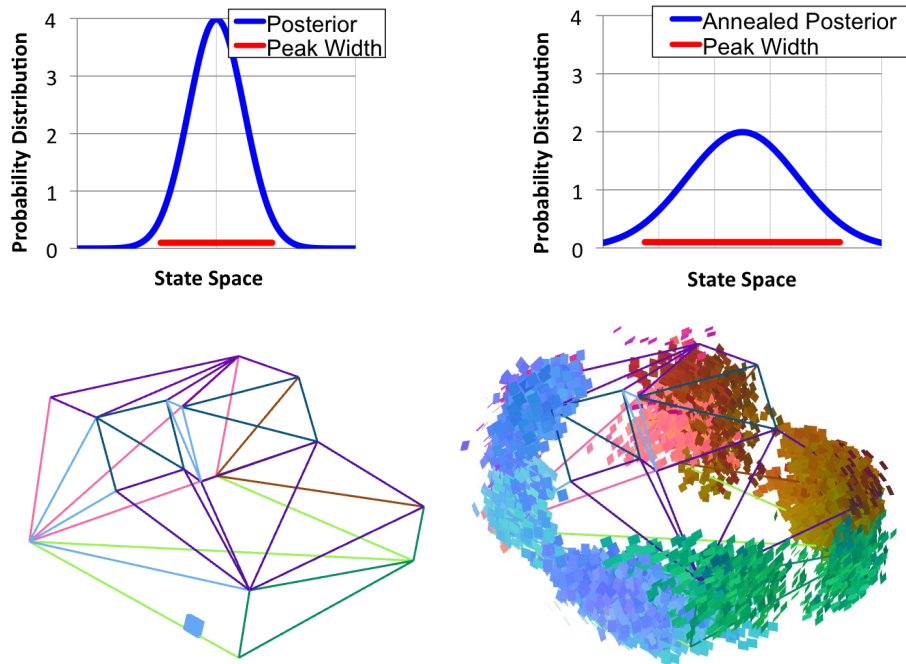 Posterior
Peak Width
Probability Distribution
4
3
2
1
0
State Space
Annealed Posterior
Peak Width
Probability Distribution
4
3
2
1
0
State Space